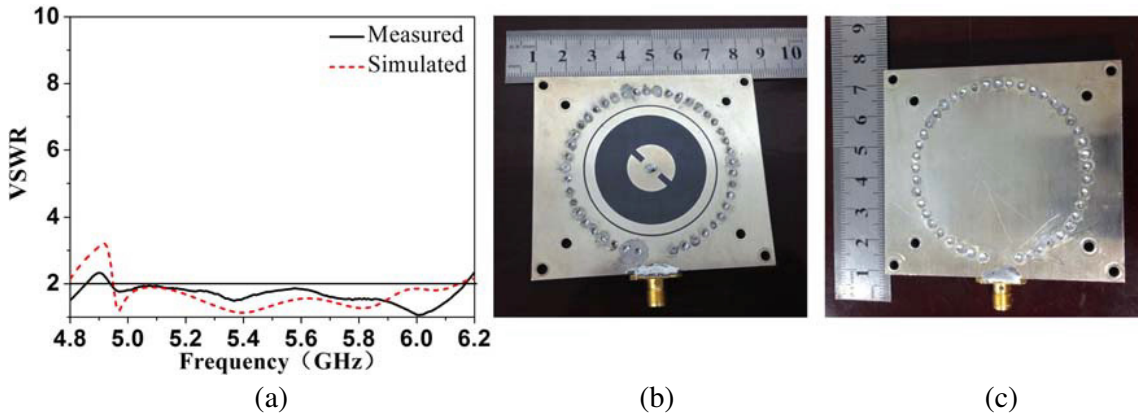 10
8
6
4
2
4.8 5.0 5.2 5.4 5.6 5.8 6.0 6.2
VSWR
Frequency（GHz）
Measured
Simulated
(a)
1 2 3 4 5 6 7 8 9 10
(b)
9
8
7
6
5
4
3
2
1
(c)